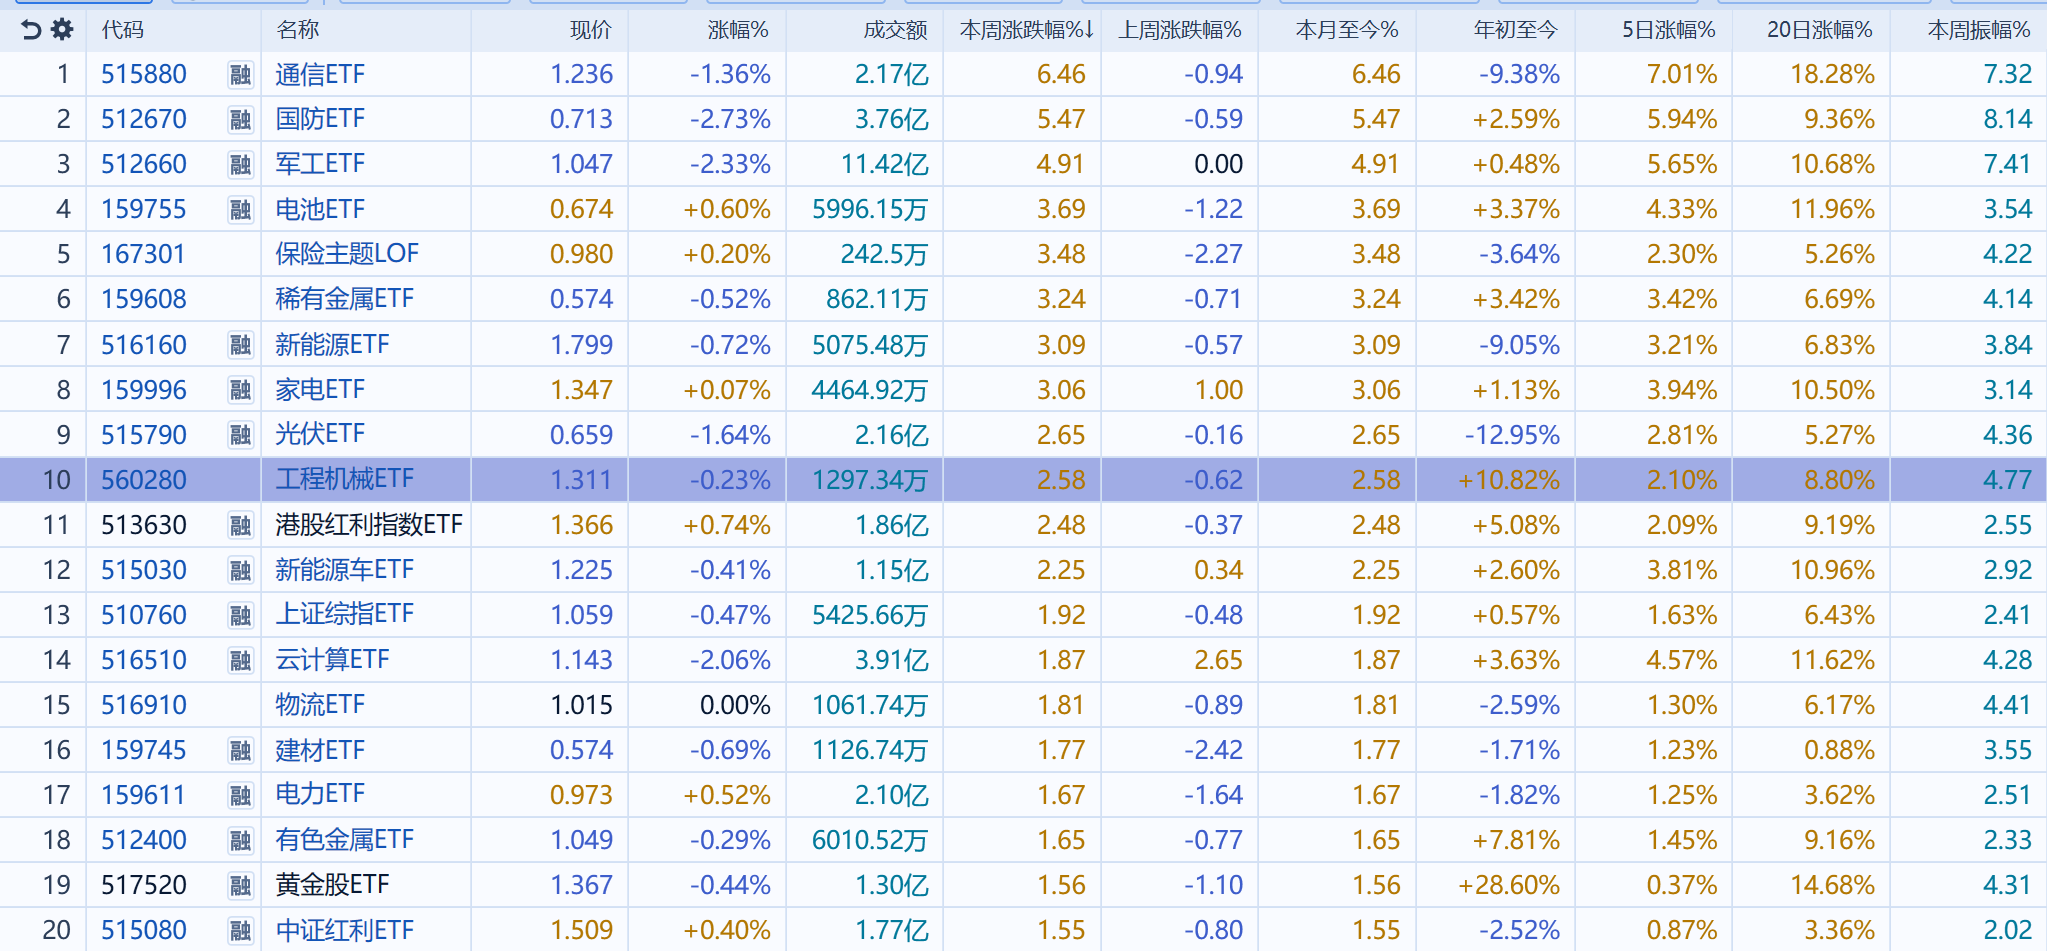 代码 名称 现价 涨幅% 成交额 本周涨跌幅%↓ 上周涨跌幅% 本月至今% 年初至今 5日涨幅% 20日涨幅% 本周振幅%
1 515880 融 通信ETF 1.236 -1.36% 2.17亿 6.46 -0.94 6.46 -9.38% 7.01% 18.28% 7.32
2 512670 融 国防ETF 0.713 -2.73% 3.76亿 5.47 -0.59 5.47 +2.59% 5.94% 9.36% 8.14
3 512660 融 军工ETF 1.047 -2.33% 11.42亿 4.91 0.00 4.91 +0.48% 5.65% 10.68% 7.41
4 159755 融 电池ETF 0.674 +0.60% 5996.15万 3.69 -1.22 3.69 +3.37% 4.33% 11.96% 3.54
5 167301 保险主题LOF 0.980 +0.20% 242.5万 3.48 -2.27 3.48 -3.64% 2.30% 5.26% 4.22
6 159608 稀有金属ETF 0.574 -0.52% 862.11万 3.24 -0.71 3.24 +3.42% 3.42% 6.69% 4.14
7 516160 融 新能源ETF 1.799 -0.72% 5075.48万 3.09 -0.57 3.09 -9.05% 3.21% 6.83% 3.84
8 159996 融 家电ETF 1.347 +0.07% 4464.92万 3.06 1.00 3.06 +1.13% 3.94% 10.50% 3.14
9 515790 融 光伏ETF 0.659 -1.64% 2.16亿 2.65 -0.16 2.65 -12.95% 2.81% 5.27% 4.36
10 560280 工程机械ETF 1.311 -0.23% 1297.34万 2.58 -0.62 2.58 +10.82% 2.10% 8.80% 4.77
11 513630 融 港股红利指数ETF 1.366 +0.74% 1.86亿 2.48 -0.37 2.48 +5.08% 2.09% 9.19% 2.55
12 515030 融 新能源车ETF 1.225 -0.41% 1.15亿 2.25 0.34 2.25 +2.60% 3.81% 10.96% 2.92
13 510760 融 上证综指ETF 1.059 -0.47% 5425.66万 1.92 -0.48 1.92 +0.57% 1.63% 6.43% 2.41
14 516510 融 云计算ETF 1.143 -2.06% 3.91亿 1.87 2.65 1.87 +3.63% 4.57% 11.62% 4.28
15 516910 物流ETF 1.015 0.00% 1061.74万 1.81 -0.89 1.81 -2.59% 1.30% 6.17% 4.41
16 159745 融 建材ETF 0.574 -0.69% 1126.74万 1.77 -2.42 1.77 -1.71% 1.23% 0.88% 3.55
17 159611 融 电力ETF 0.973 +0.52% 2.10亿 1.67 -1.64 1.67 -1.82% 1.25% 3.62% 2.51
18 512400 融 有色金属ETF 1.049 -0.29% 6010.52万 1.65 -0.77 1.65 +7.81% 1.45% 9.16% 2.33
19 517520 融 黄金股ETF 1.367 -0.44% 1.30亿 1.56 -1.10 1.56 +28.60% 0.37% 14.68% 4.31
20 515080 融 中证红利ETF 1.509 +0.40% 1.77亿 1.55 -0.80 1.55 -2.52% 0.87% 3.36% 2.02